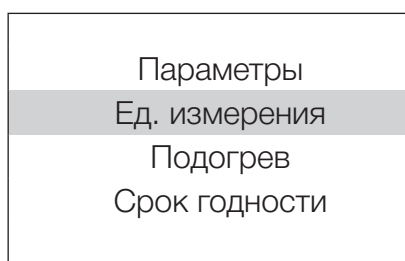 Параметры
Ед. измерения
Подогрев
Срок годности